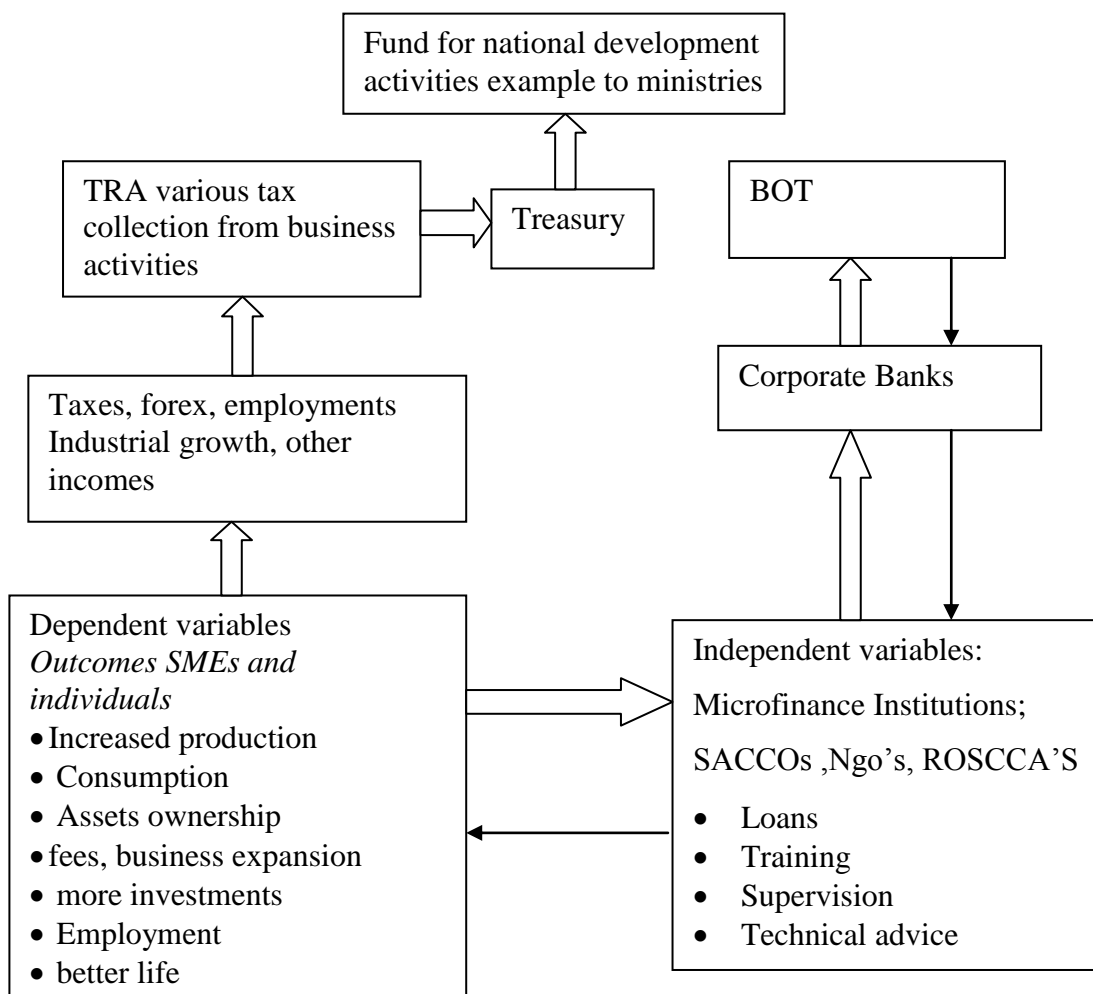 Fund for national development
activities example to ministries
TRA various tax
collection from business
activities
Treasury
BOT
Corporate Banks
Taxes, forex, employments
Industrial growth, other
incomes
Dependent variables
Outcomes SMEs and
individuals
• Increased production
• Consumption
• Assets ownership
• fees, business expansion
• more investments
• Employment
• better life
Independent variables:
Microfinance Institutions;
SACCOs ,Ngo’s, ROSCCA’S
• Loans
• Training
• Supervision
• Technical advice